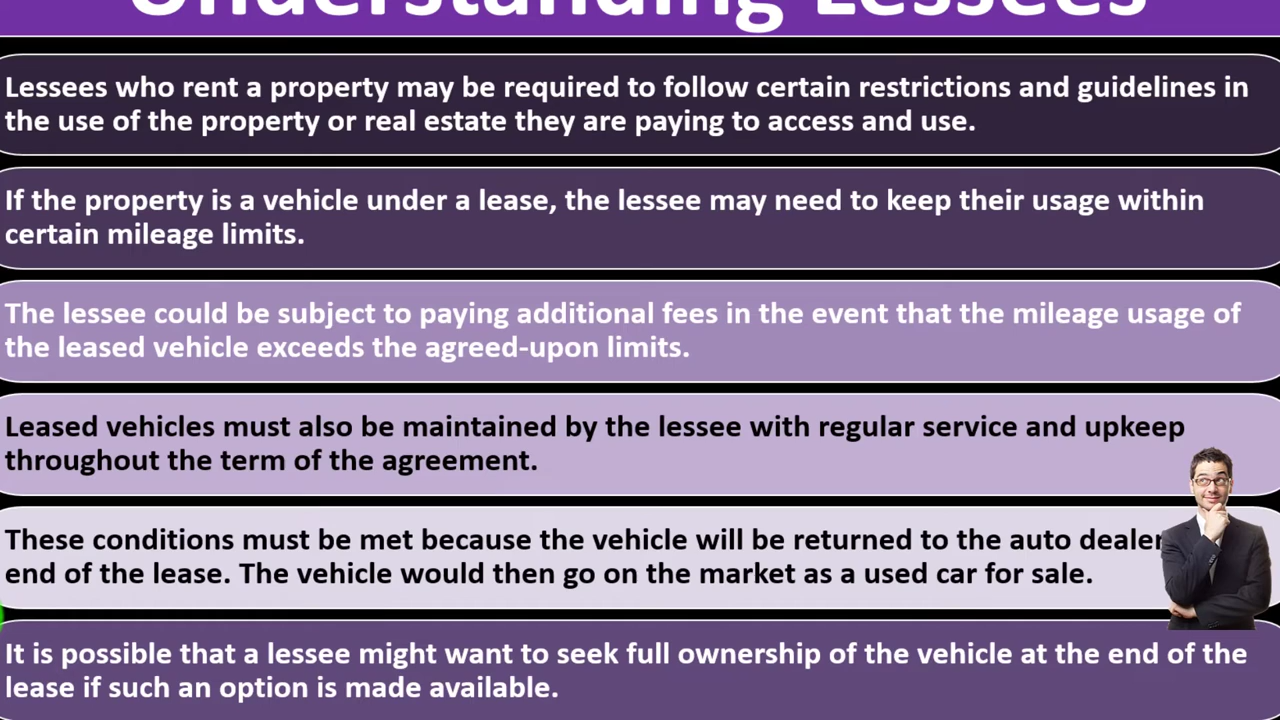 Understanding Lessees
Lessees who rent a property may be required to follow certain restrictions and guidelines in
the use of the property or real estate they are paying to access and use.
If the property is a vehicle under a lease, the lessee may need to keep their usage within
certain mileage limits.
The lessee could be subject to paying additional fees in the event that the mileage usage of
the leased vehicle exceeds the agreed-upon limits.
Leased vehicles must also be maintained by the lessee with regular service and upkeep
throughout the term of the agreement.
These conditions must be met because the vehicle will be returned to the auto dealer
end of the lease. The vehicle would then go on the market as a used car for sale.
It is possible that a lessee might want to seek full ownership of the vehicle at the end of the
lease if such an option is made available.